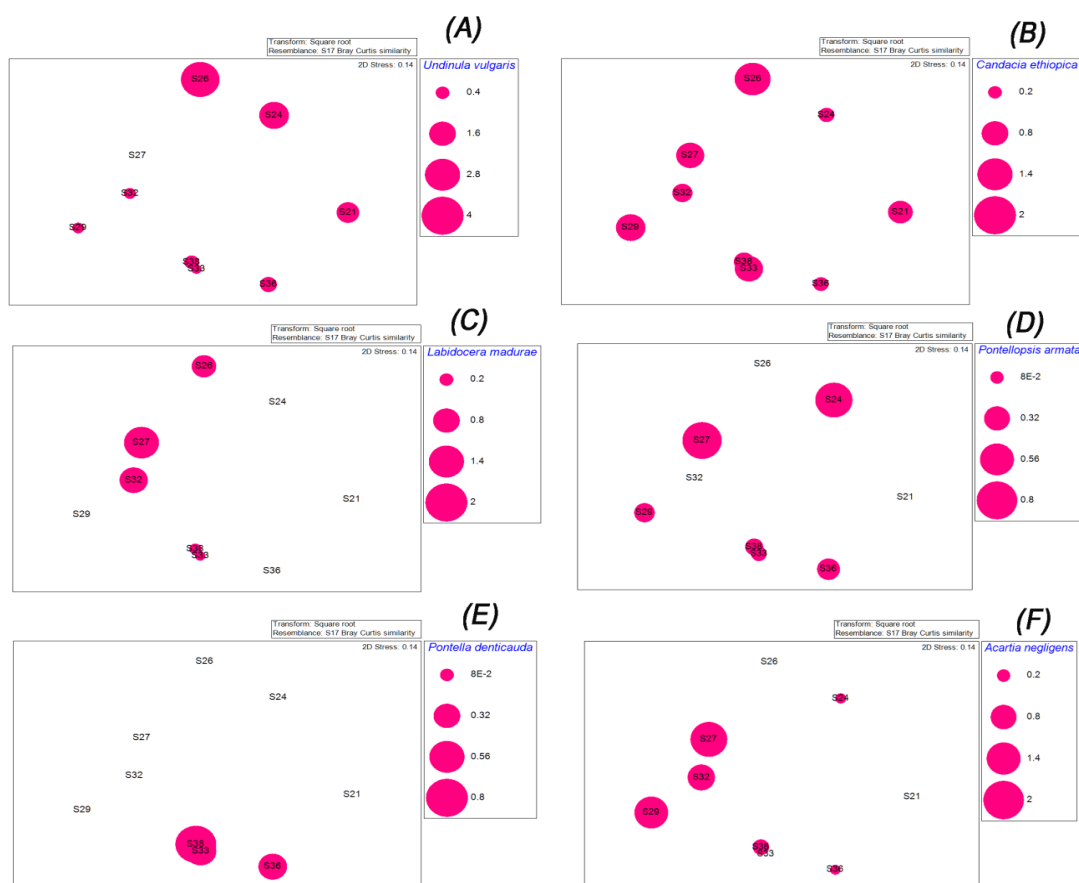 (A)
Transform: Square root
Resemblance: S17 Bray Curtis similarity
2D Stress: 0.14
Undinula vulgaris
0.4
1.6
2.8
4
S26
S24
S27
S32
S21
S29
S38
S33
S36
(B)
Transform: Square root
Resemblance: S17 Bray Curtis similarity
2D Stress: 0.14
Candacia ethiopica
0.2
0.8
1.4
2
S26
S24
S27
S32
S21
S29
S38
S33
S36
(C)
Transform: Square root
Resemblance: S17 Bray Curtis similarity
2D Stress: 0.14
Labidocera madurae
0.2
0.8
1.4
2
S26
S24
S27
S32
S21
S29
S38
S33
S36
(D)
Transform: Square root
Resemblance: S17 Bray Curtis similarity
2D Stress: 0.14
Pontellopsis armata
8E-2
0.32
0.56
0.8
S26
S24
S27
S32
S21
S29
S38
S33
S36
(E)
Transform: Square root
Resemblance: S17 Bray Curtis similarity
2D Stress: 0.14
Pontella denticauda
8E-2
0.32
0.56
0.8
S26
S24
S27
S32
S21
S29
S38
S33
S36
(F)
Transform: Square root
Resemblance: S17 Bray Curtis similarity
2D Stress: 0.14
Acartia negligens
0.2
0.8
1.4
2
S26
S24
S27
S32
S21
S29
S38
S33
S36